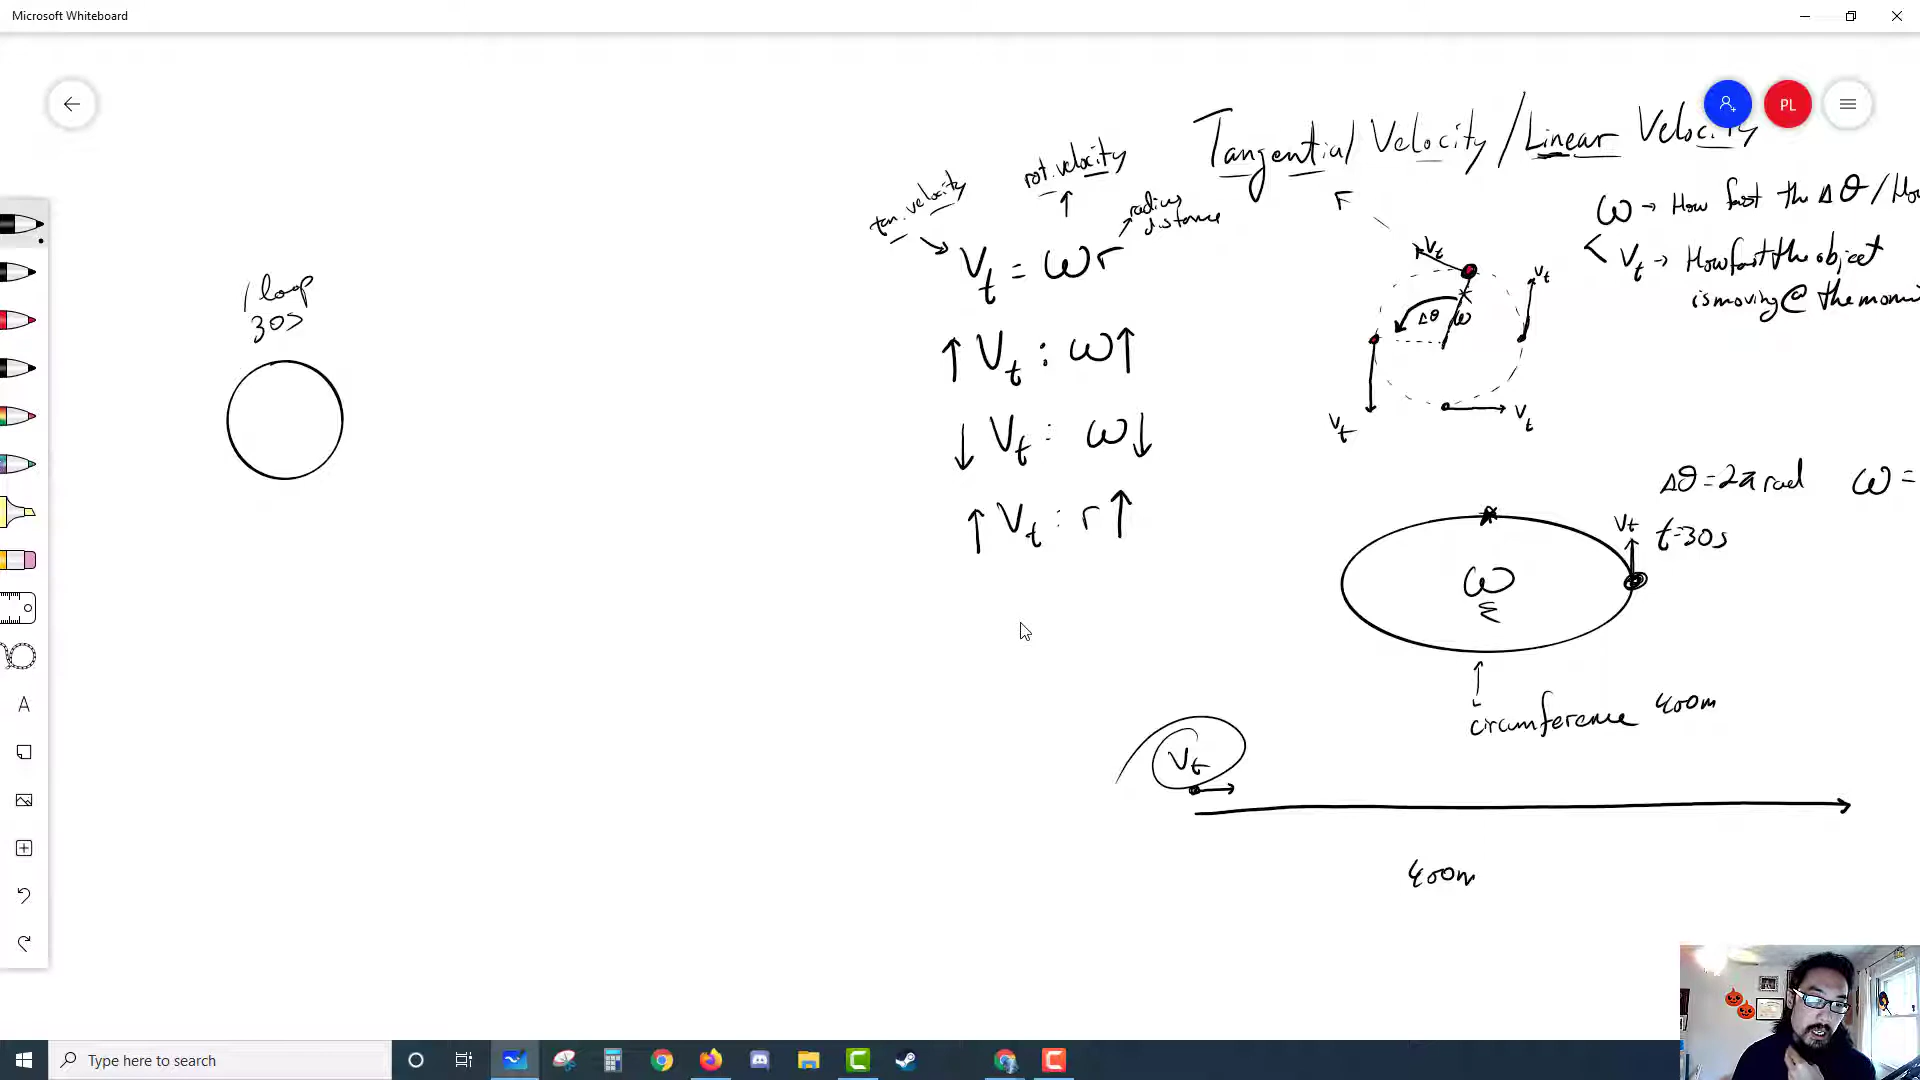 Microsoft Whiteboard
PL
Tangential Velocity / Linear Velocity
tan. velocity
rot. velocity
radius
distance
Vt = ωr
↑ Vt : ω↑
↓ Vt : ω↓
↑ Vt : r↑
1 loop
30s
ω → How fast the Δθ /
Vt → How fast the object
is moving @ the
Vt
Vt
Δθ
ω
Vt
Vt
Δθ = 2π rad
ω =
Vt
t=30s
ω
circumference 400m
Vt
400m
A
Type here to search